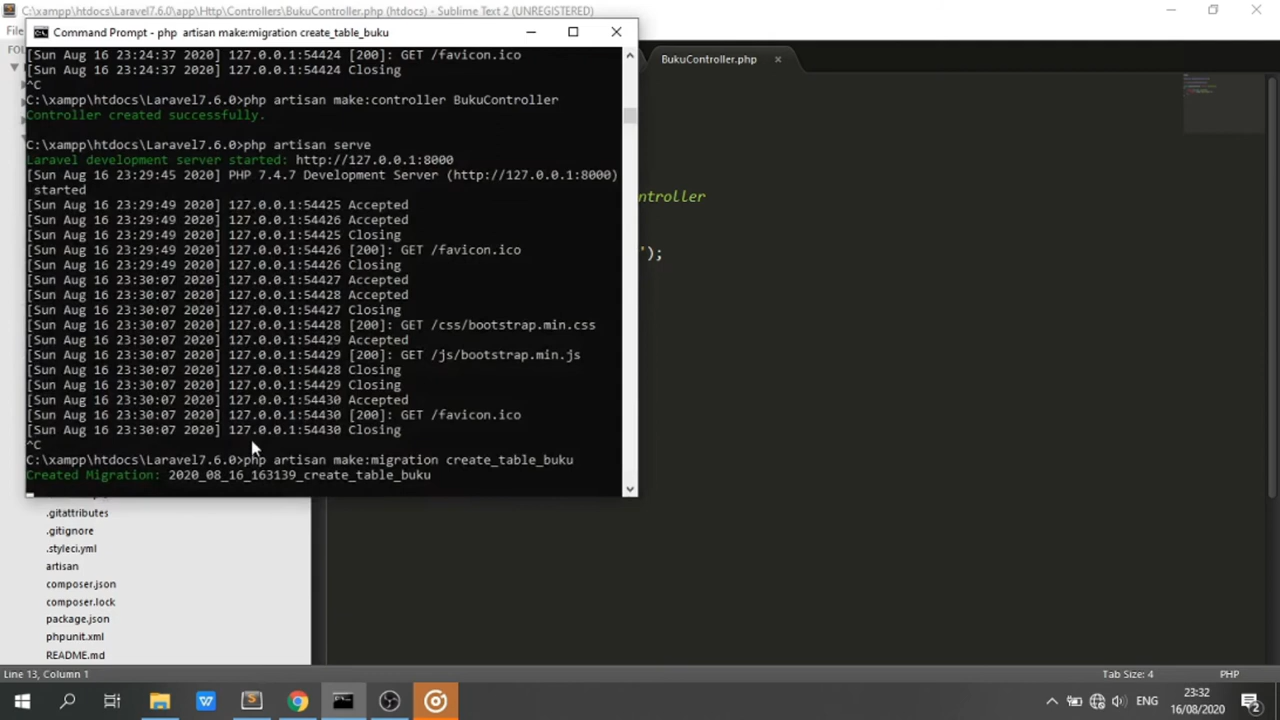 C:\xampp\htdocs\Laravel7.6.0\app\Http\Controllers\BukuController.php (htdocs) - Sublime Text 2 (UNREGISTERED)
Command Prompt - php  artisan make:migration create_table_buku
[Sun Aug 16 23:24:37 2020] 127.0.0.1:54424 [200]: GET /favicon.ico
[Sun Aug 16 23:24:37 2020] 127.0.0.1:54424 Closing
^C
C:\xampp\htdocs\Laravel7.6.0>php artisan make:controller BukuController
Controller created successfully.
C:\xampp\htdocs\Laravel7.6.0>php artisan serve
Laravel development server started: http://127.0.0.1:8000
[Sun Aug 16 23:29:45 2020] PHP 7.4.7 Development Server (http://127.0.0.1:8000)
started
[Sun Aug 16 23:29:49 2020] 127.0.0.1:54425 Accepted
[Sun Aug 16 23:29:49 2020] 127.0.0.1:54426 Accepted
[Sun Aug 16 23:29:49 2020] 127.0.0.1:54425 Closing
[Sun Aug 16 23:29:49 2020] 127.0.0.1:54426 [200]: GET /favicon.ico
[Sun Aug 16 23:29:49 2020] 127.0.0.1:54426 Closing
[Sun Aug 16 23:30:07 2020] 127.0.0.1:54427 Accepted
[Sun Aug 16 23:30:07 2020] 127.0.0.1:54428 Accepted
[Sun Aug 16 23:30:07 2020] 127.0.0.1:54427 Closing
[Sun Aug 16 23:30:07 2020] 127.0.0.1:54428 [200]: GET /css/bootstrap.min.css
[Sun Aug 16 23:30:07 2020] 127.0.0.1:54429 Accepted
[Sun Aug 16 23:30:07 2020] 127.0.0.1:54429 [200]: GET /js/bootstrap.min.js
[Sun Aug 16 23:30:07 2020] 127.0.0.1:54428 Closing
[Sun Aug 16 23:30:07 2020] 127.0.0.1:54429 Closing
[Sun Aug 16 23:30:07 2020] 127.0.0.1:54430 Accepted
[Sun Aug 16 23:30:07 2020] 127.0.0.1:54430 [200]: GET /favicon.ico
[Sun Aug 16 23:30:07 2020] 127.0.0.1:54430 Closing
^C
C:\xampp\htdocs\Laravel7.6.0>php artisan make:migration create_table_buku
Created Migration: 2020_08_16_163139_create_table_buku
BukuController.php
ntroller
');
.gitattributes
.gitignore
.styleci.yml
artisan
composer.json
composer.lock
package.json
phpunit.xml
README.md
Line 13, Column 1
Tab Size: 4
PHP
ENG
23:32
16/08/2020
2